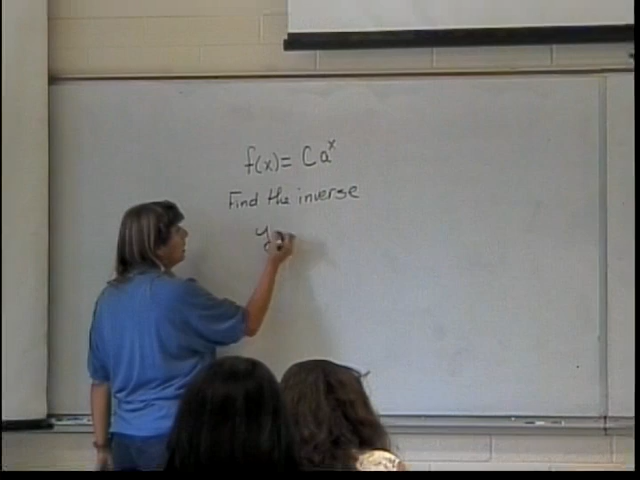 f(x) = Ca^x
Find the inverse
y